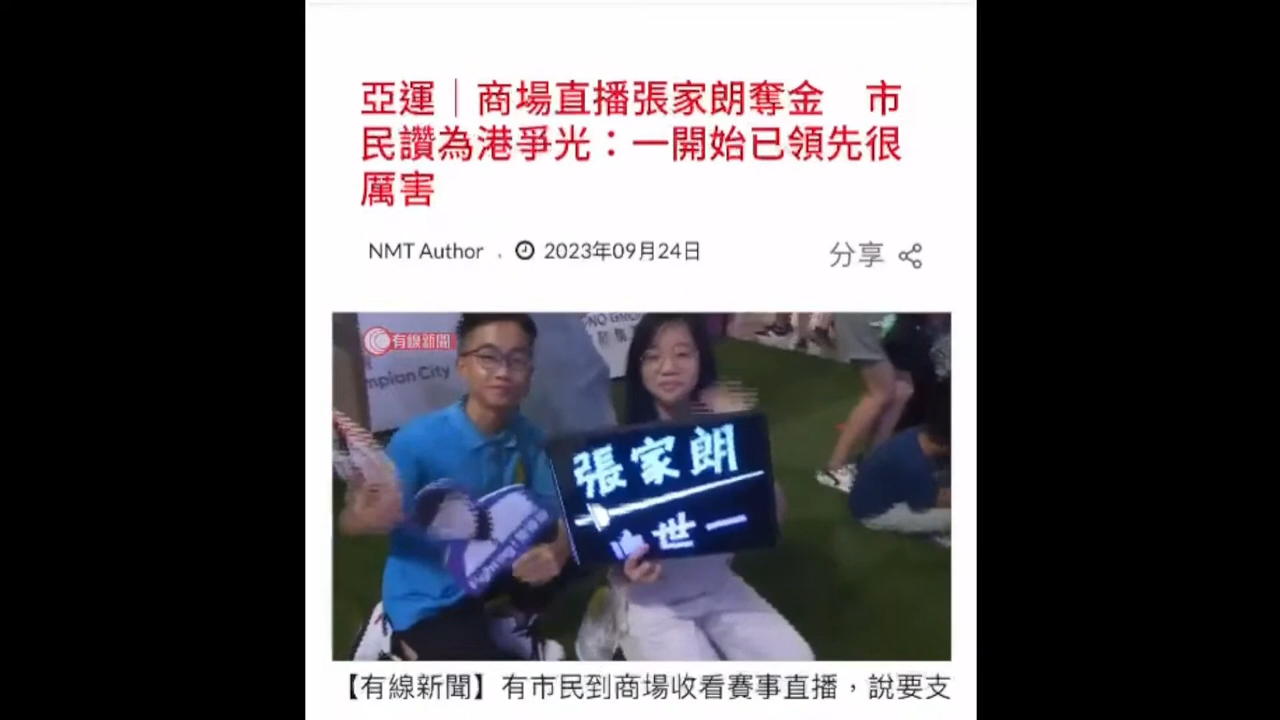 亞運｜商場直播張家朗奪金　市
民讚為港爭光：一開始已領先很
厲害
NMT Author . 2023年09月24日
分享
有線新聞
mpian City
張家朗
世一
【有線新聞】有市民到商場收看賽事直播，說要支